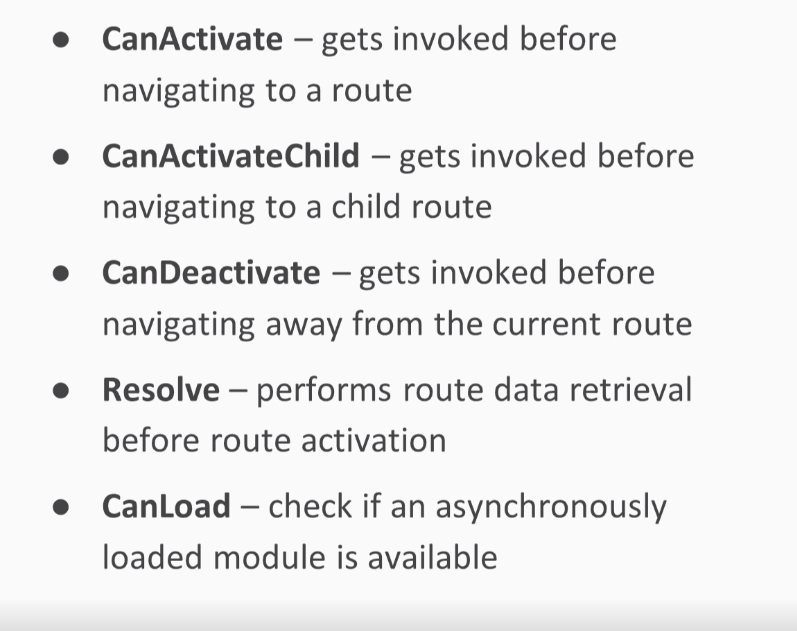 ● CanActivate – gets invoked before
navigating to a route
● CanActivateChild – gets invoked before
navigating to a child route
● CanDeactivate – gets invoked before
navigating away from the current route
● Resolve – performs route data retrieval
before route activation
● CanLoad – check if an asynchronously
loaded module is available